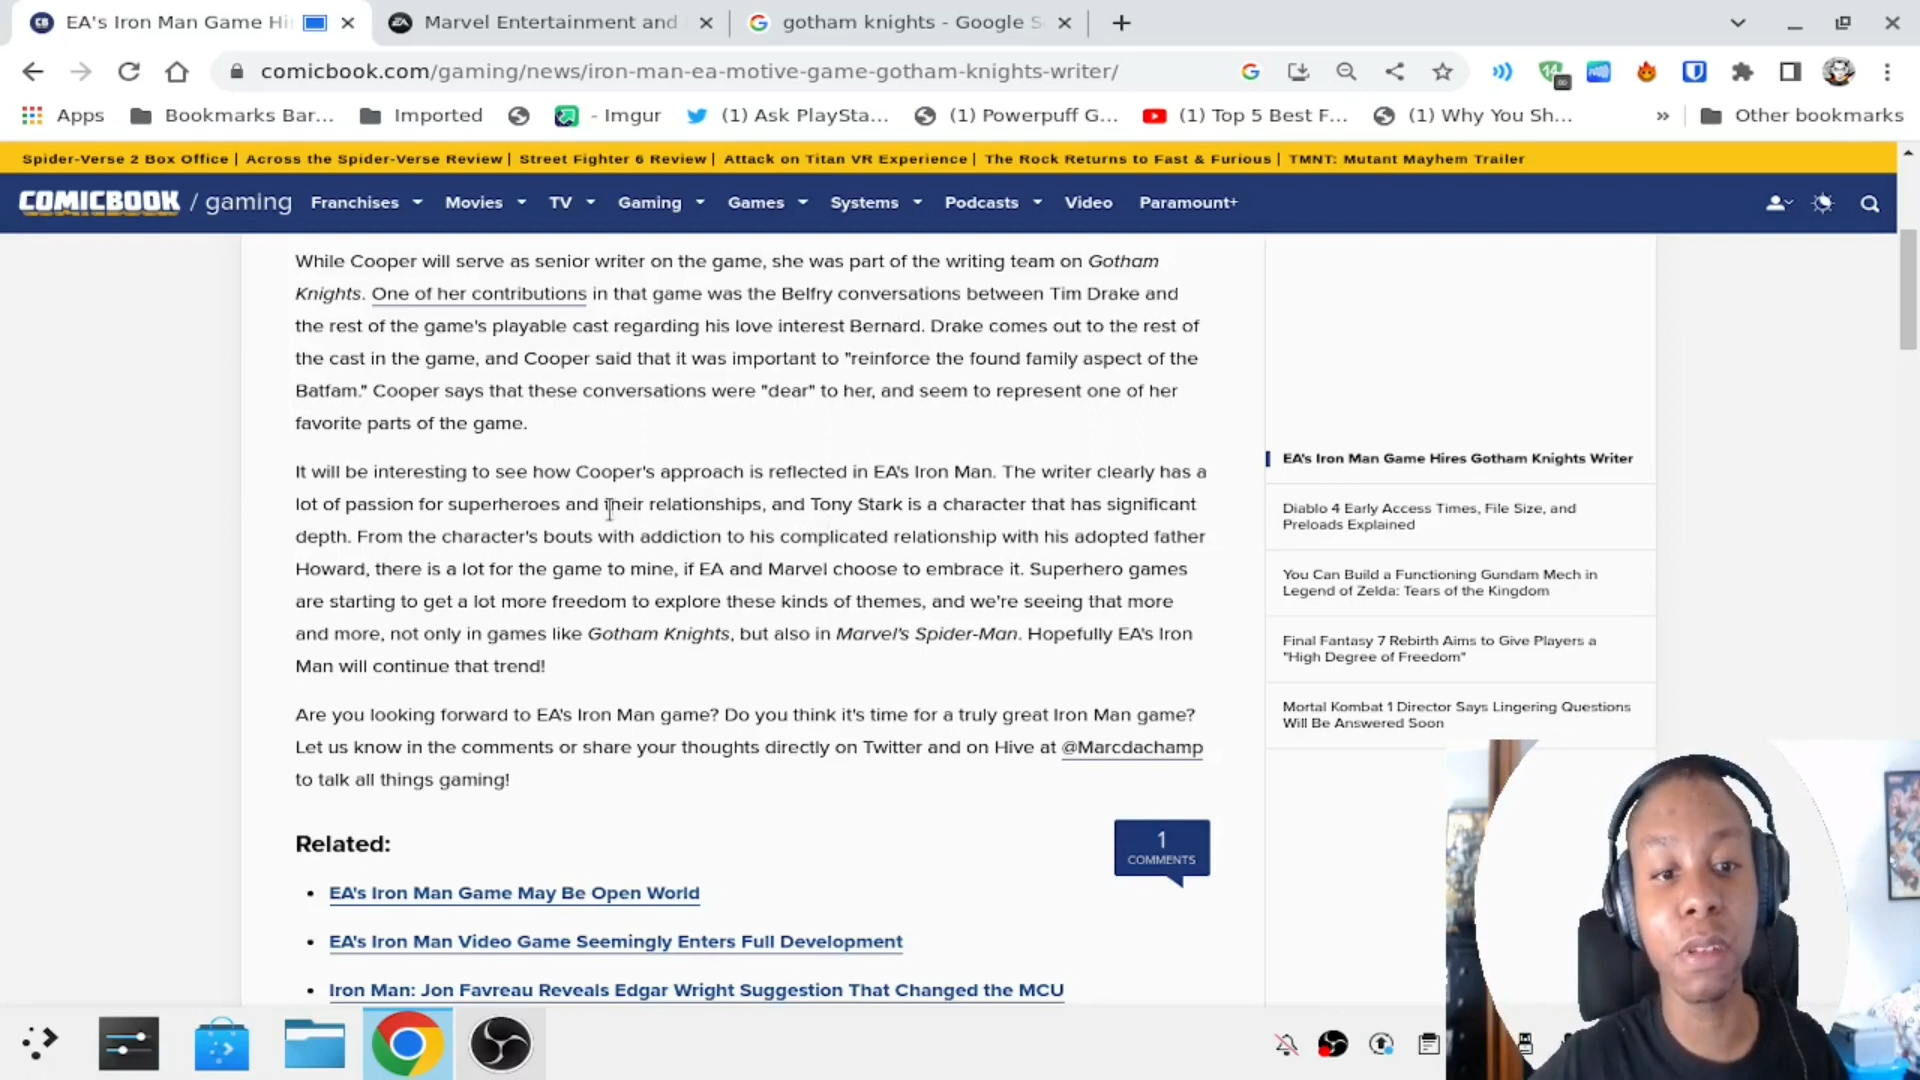 EA's Iron Man Game Hi
Marvel Entertainment and
gotham knights - Google S
comicbook.com/gaming/news/iron-man-ea-motive-game-gotham-knights-writer/
Apps
Bookmarks Bar...
Imported
- Imgur
(1) Ask PlaySta...
(1) Powerpuff G...
(1) Top 5 Best F...
(1) Why You Sh...
»
Other bookmarks
Spider-Verse 2 Box Office | Across the Spider-Verse Review | Street Fighter 6 Review | Attack on Titan VR Experience | The Rock Returns to Fast & Furious | TMNT: Mutant Mayhem Trailer
COMICBOOK / gaming Franchises Movies TV Gaming Games Systems Podcasts Video Paramount+
While Cooper will serve as senior writer on the game, she was part of the writing team on Gotham
Knights. One of her contributions in that game was the Belfry conversations between Tim Drake and
the rest of the game's playable cast regarding his love interest Bernard. Drake comes out to the rest of
the cast in the game, and Cooper said that it was important to "reinforce the found family aspect of the
Batfam." Cooper says that these conversations were "dear" to her, and seem to represent one of her
favorite parts of the game.
It will be interesting to see how Cooper's approach is reflected in EA's Iron Man. The writer clearly has a
lot of passion for superheroes and their relationships, and Tony Stark is a character that has significant
depth. From the character's bouts with addiction to his complicated relationship with his adopted father
Howard, there is a lot for the game to mine, if EA and Marvel choose to embrace it. Superhero games
are starting to get a lot more freedom to explore these kinds of themes, and we're seeing that more
and more, not only in games like Gotham Knights, but also in Marvel's Spider-Man. Hopefully EA's Iron
Man will continue that trend!
Are you looking forward to EA's Iron Man game? Do you think it's time for a truly great Iron Man game?
Let us know in the comments or share your thoughts directly on Twitter and on Hive at @Marcdachamp
to talk all things gaming!
1
COMMENTS
Related:
• EA's Iron Man Game May Be Open World
• EA's Iron Man Video Game Seemingly Enters Full Development
• Iron Man: Jon Favreau Reveals Edgar Wright Suggestion That Changed the MCU
EA's Iron Man Game Hires Gotham Knights Writer
Diablo 4 Early Access Times, File Size, and
Preloads Explained
You Can Build a Functioning Gundam Mech in
Legend of Zelda: Tears of the Kingdom
Final Fantasy 7 Rebirth Aims to Give Players a
"High Degree of Freedom"
Mortal Kombat 1 Director Says Lingering Questions
Will Be Answered Soon